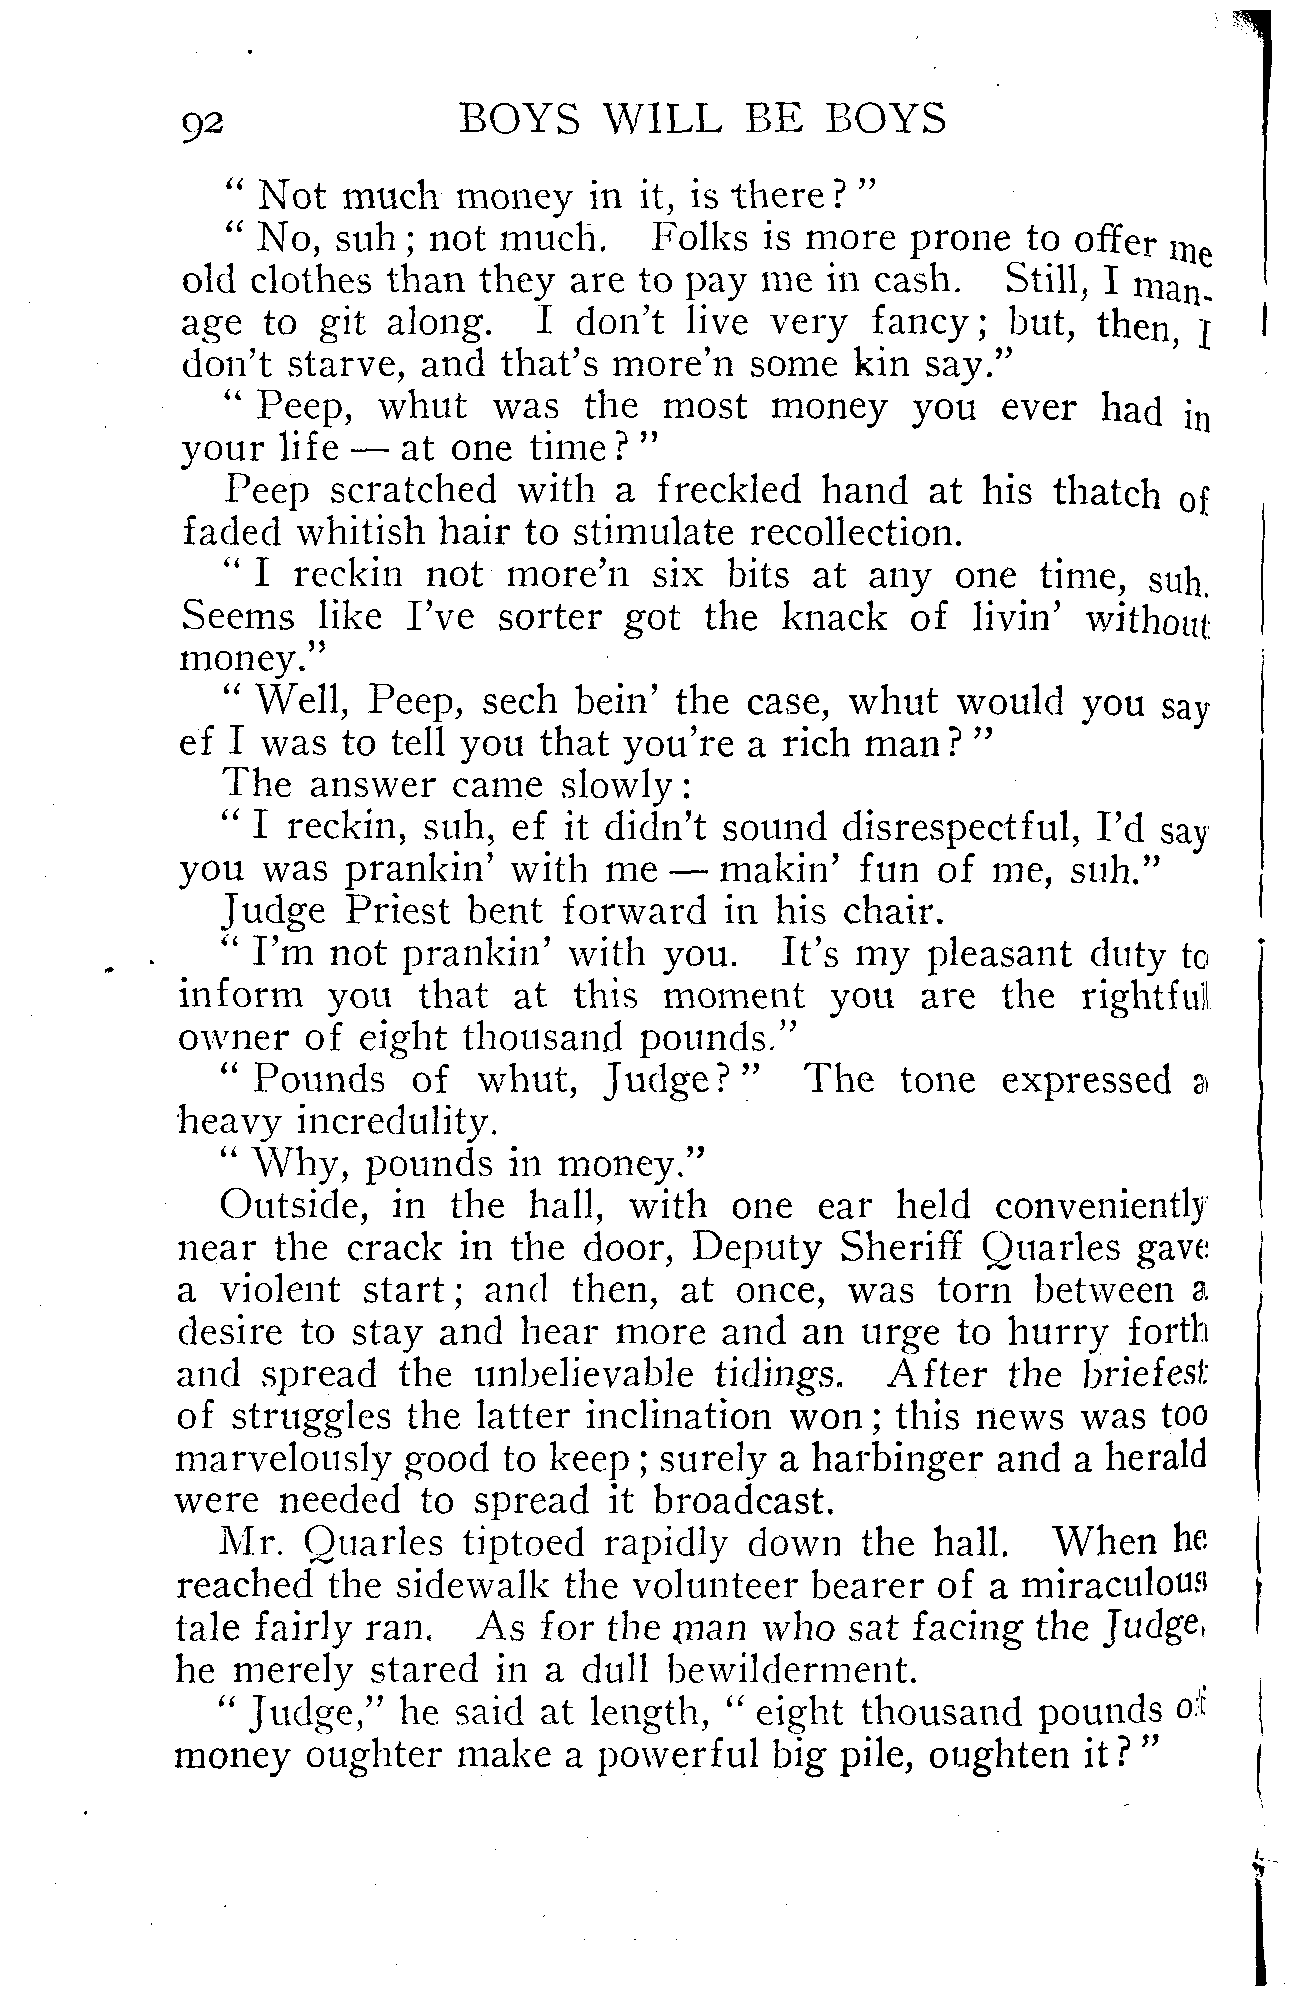 92 BOYS WILL BE BOYS
“ Not much money in it, is there? ”
“ No, suh; not much. Folks is more prone to offer me
old clothes than they are to pay me in cash. Still, I man-
age to git along. I don't live very fancy; but, then, I
don't starve, and that's more'n some kin say.”
“ Peep, whut was the most money you ever had in
your life — at one time? ”
Peep scratched with a freckled hand at his thatch of
faded whitish hair to stimulate recollection.
“ I reckin not more'n six bits at any one time, suh.
Seems like I've sorter got the knack of livin' without
money.”
“ Well, Peep, sech bein' the case, whut would you say
ef I was to tell you that you're a rich man? ”
The answer came slowly:
“ I reckin, suh, ef it didn't sound disrespectful, I'd say
you was prankin' with me — makin' fun of me, suh.”
Judge Priest bent forward in his chair.
“ I'm not prankin' with you. It's my pleasant duty to
inform you that at this moment you are the rightful
owner of eight thousand pounds.”
“ Pounds of whut, Judge? ” The tone expressed a
heavy incredulity.
“ Why, pounds in money.”
Outside, in the hall, with one ear held conveniently
near the crack in the door, Deputy Sheriff Quarles gave
a violent start; and then, at once, was torn between a
desire to stay and hear more and an urge to hurry forth
and spread the unbelievable tidings. After the briefest
of struggles the latter inclination won; this news was too
marvelously good to keep; surely a harbinger and a herald
were needed to spread it broadcast.
Mr. Quarles tiptoed rapidly down the hall. When he
reached the sidewalk the volunteer bearer of a miraculous
tale fairly ran. As for the man who sat facing the Judge,
he merely stared in a dull bewilderment.
“ Judge,” he said at length, “ eight thousand pounds of
money oughter make a powerful big pile, oughten it? ”